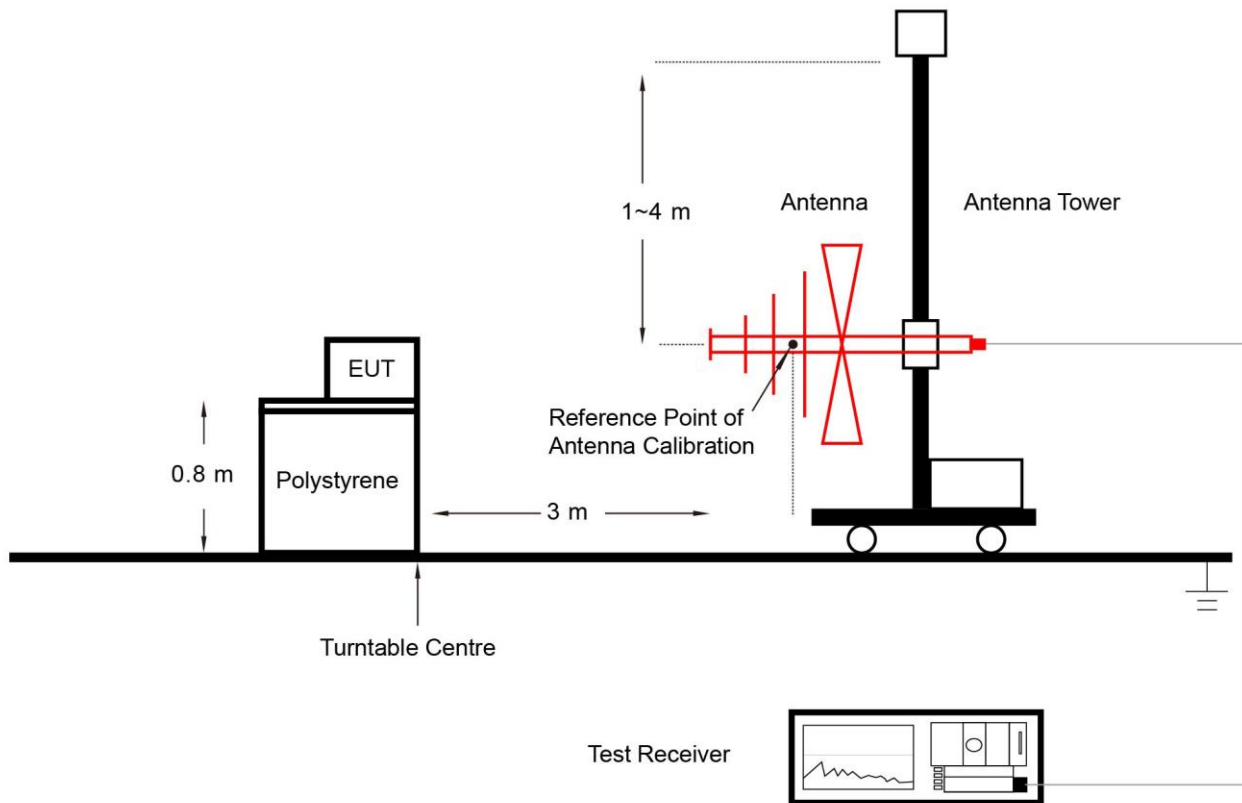 1~4 m
Antenna
Antenna Tower
EUT
Reference Point of
Antenna Calibration
0.8 m
Polystyrene
3 m
Turntable Centre
Test Receiver